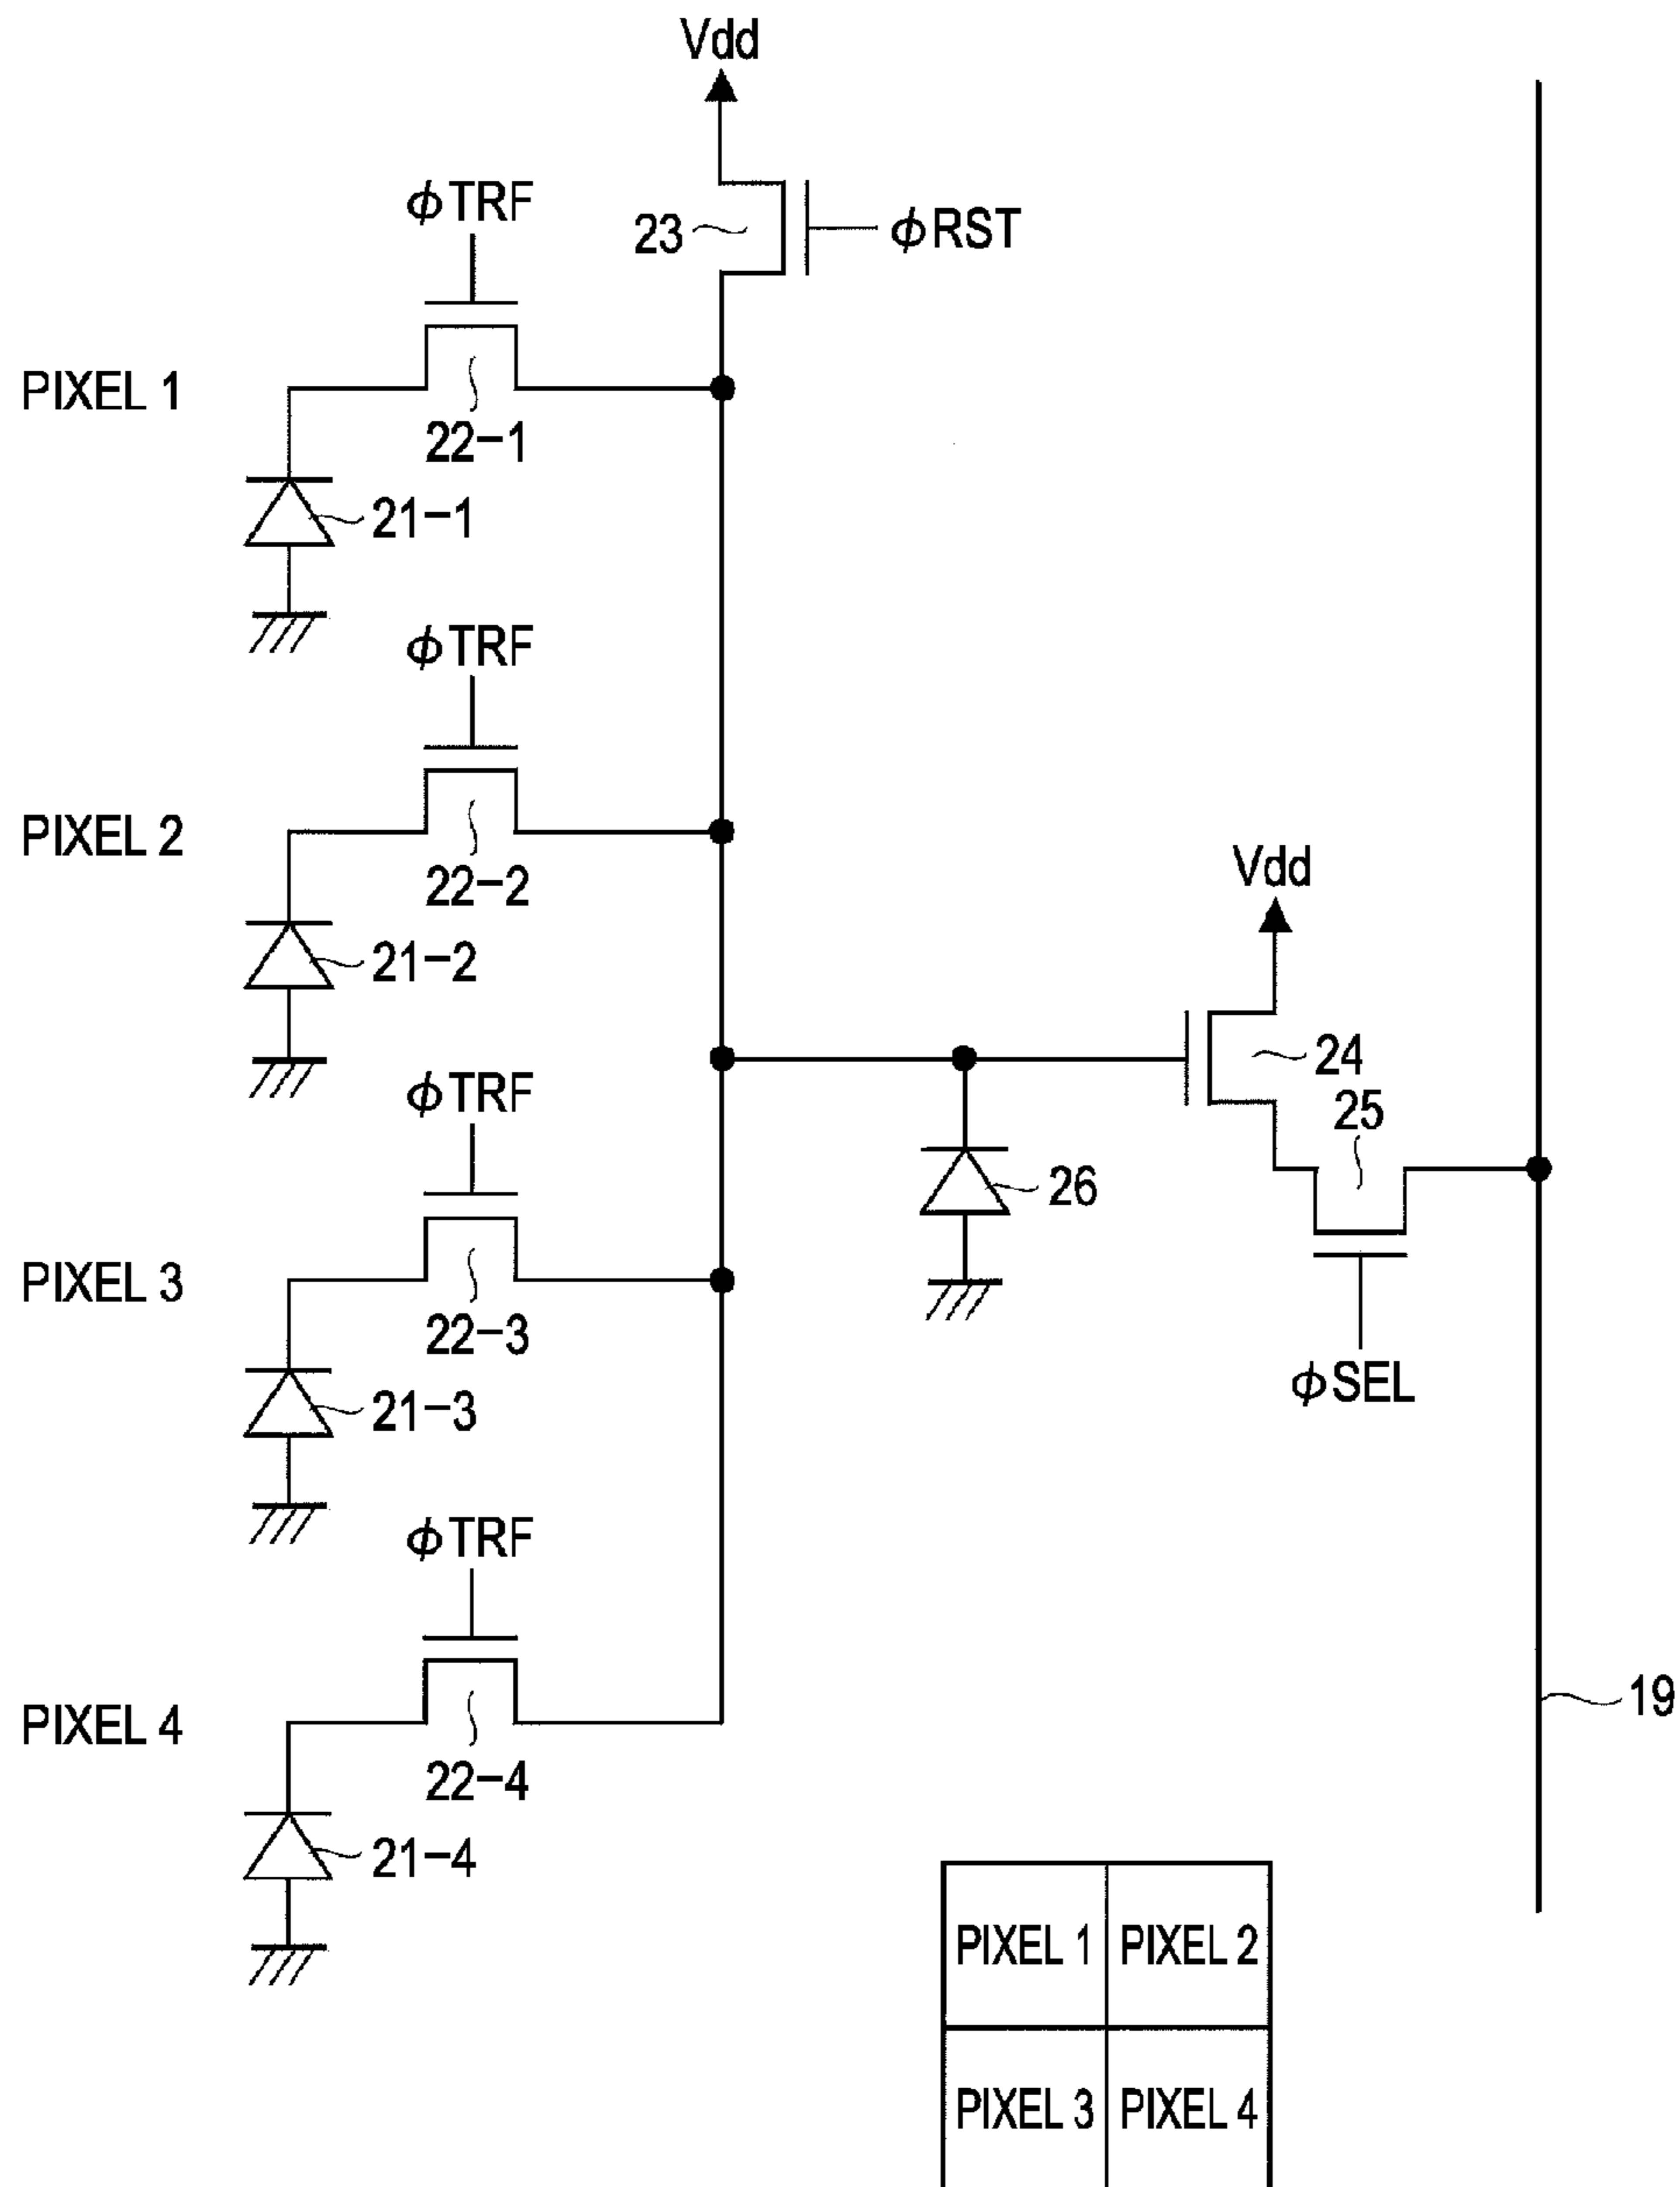 Vdd
ϕTRF
23
ϕRST
PIXEL 1
22-1
21-1
ϕTRF
PIXEL 2
22-2
Vdd
21-2
24
ϕTRF
25
26
PIXEL 3
22-3
21-3
ϕSEL
ϕTRF
19
PIXEL 4
22-4
21-4
PIXEL 1 PIXEL 2
PIXEL 3 PIXEL 4